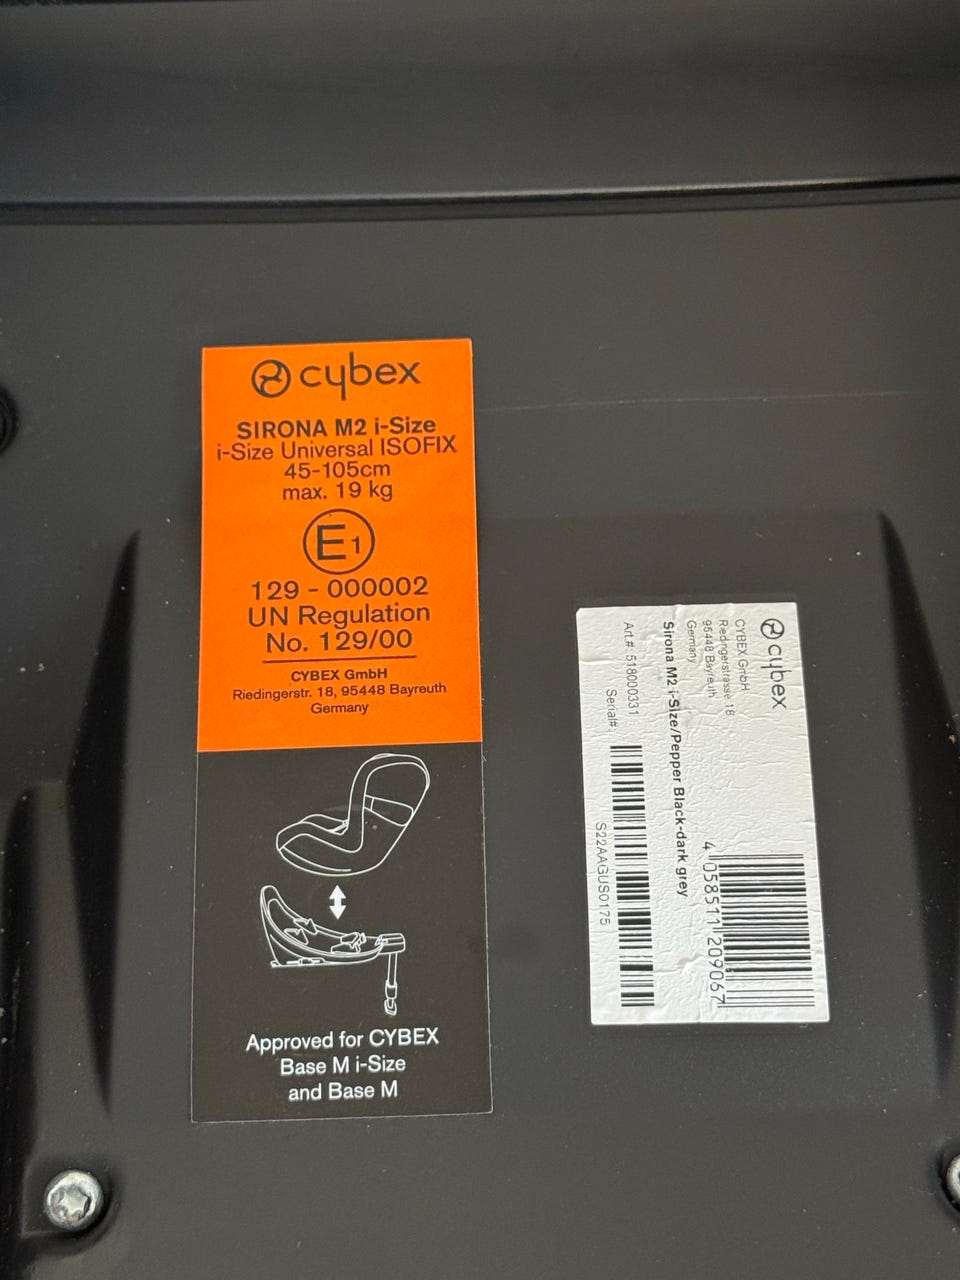 cybex
SIRONA M2 i-Size
i-Size Universal ISOFIX
45-105cm
max. 19 kg
E1
129 - 000002
UN Regulation
No. 129/00
CYBEX GmbH
Riedingerstr. 18, 95448 Bayreuth
Germany
Approved for CYBEX
Base M i-Size
and Base M
cybex
CYBEX GmbH
Riedingerstrasse 18
95448 Bayreuth
Germany
Sirona M2 i-Size/Pepper Black-dark grey
Art.#: 518000331
Serial#:
S22AAGUS0175
4 058511 209067